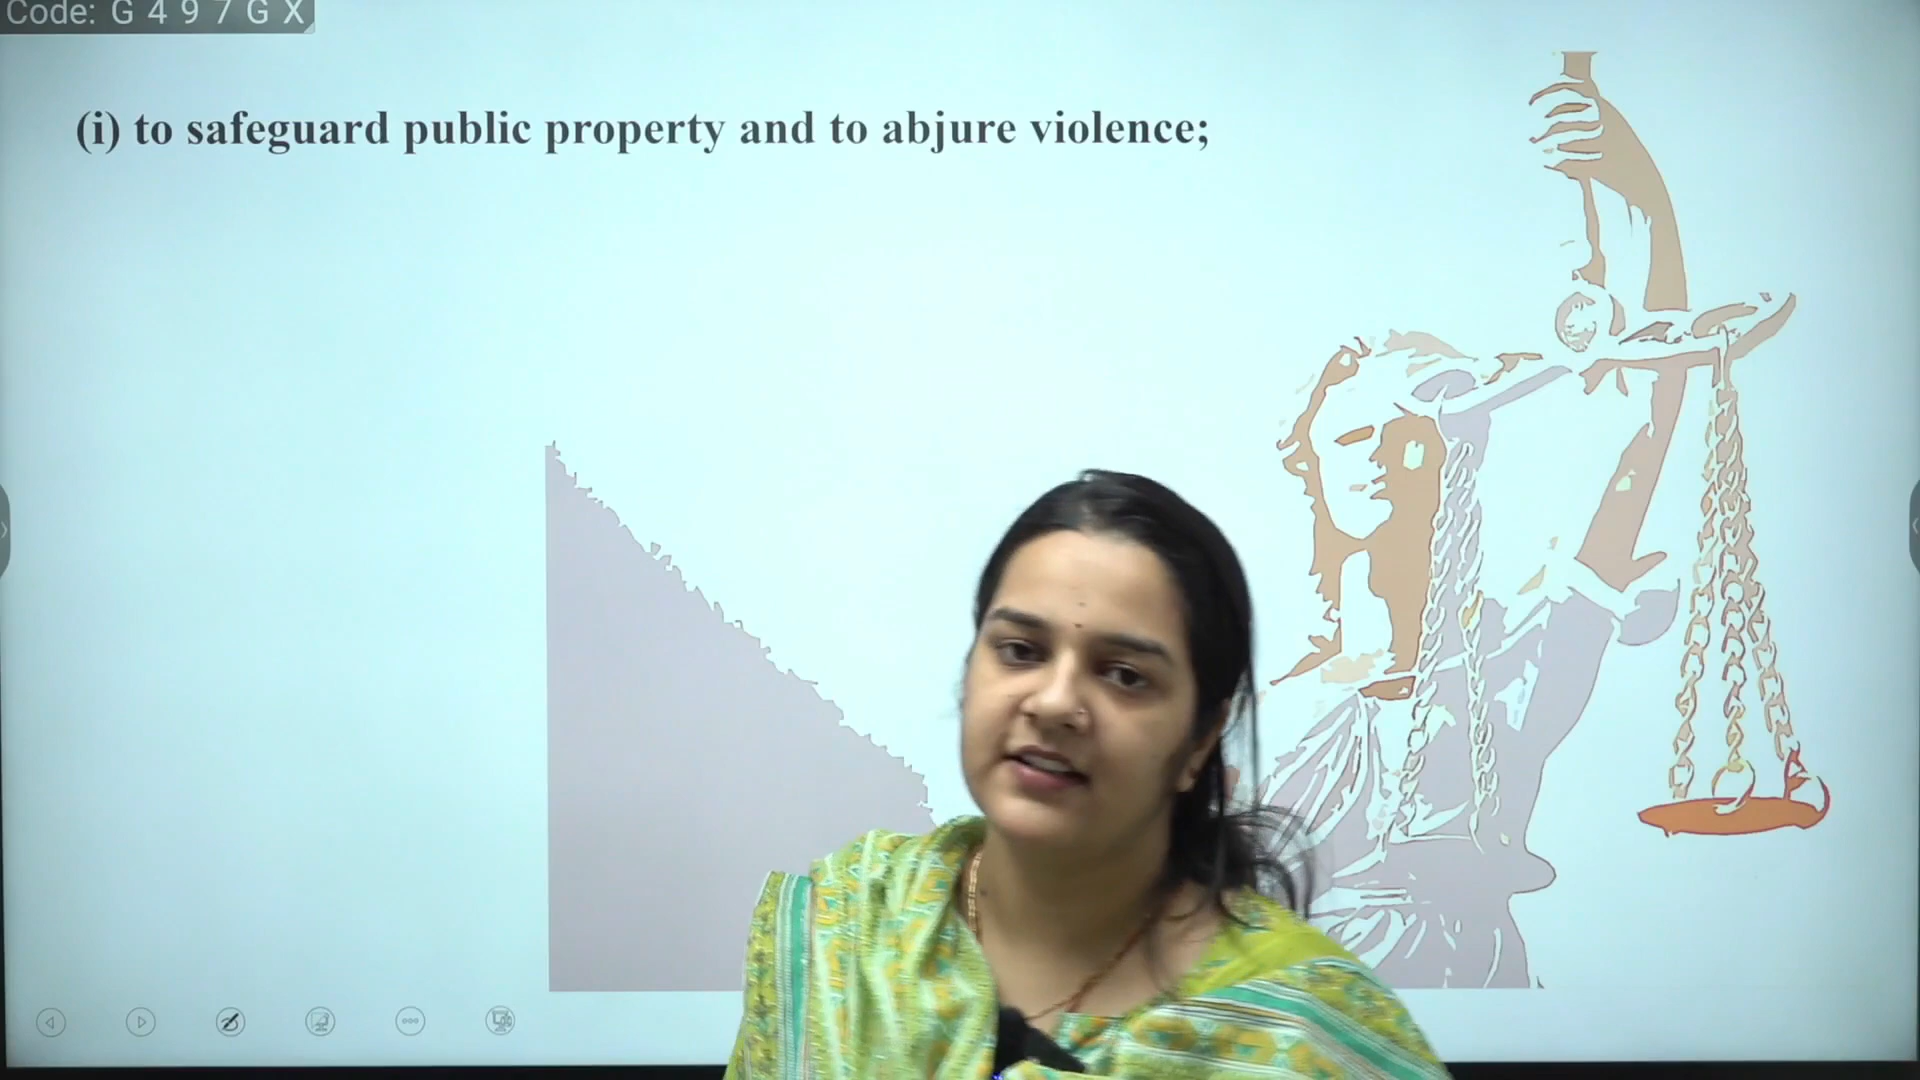 Code: G 4 9 7 G X
(i) to safeguard public property and to abjure violence;